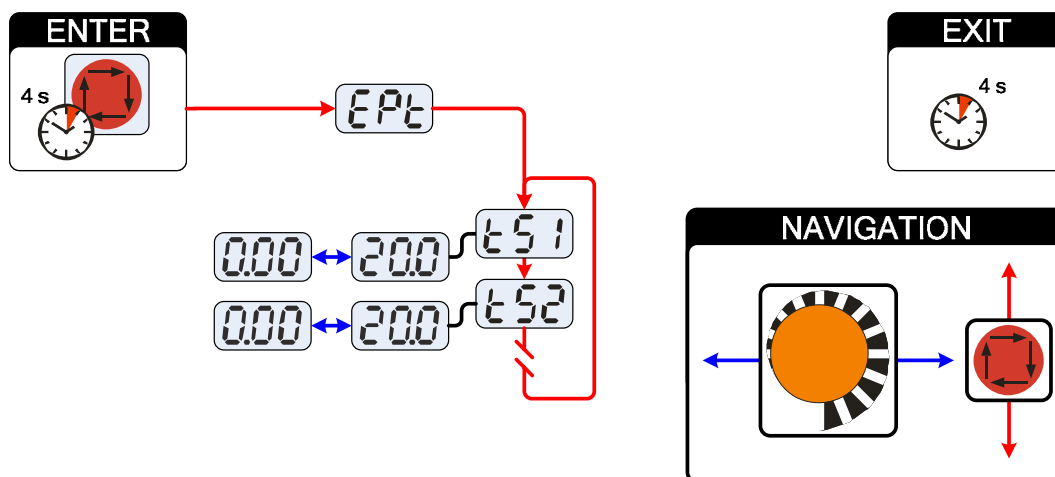 ENTER
4 s
EPt
tS1
0.00
20.0
tS2
0.00
20.0
EXIT
4 s
NAVIGATION